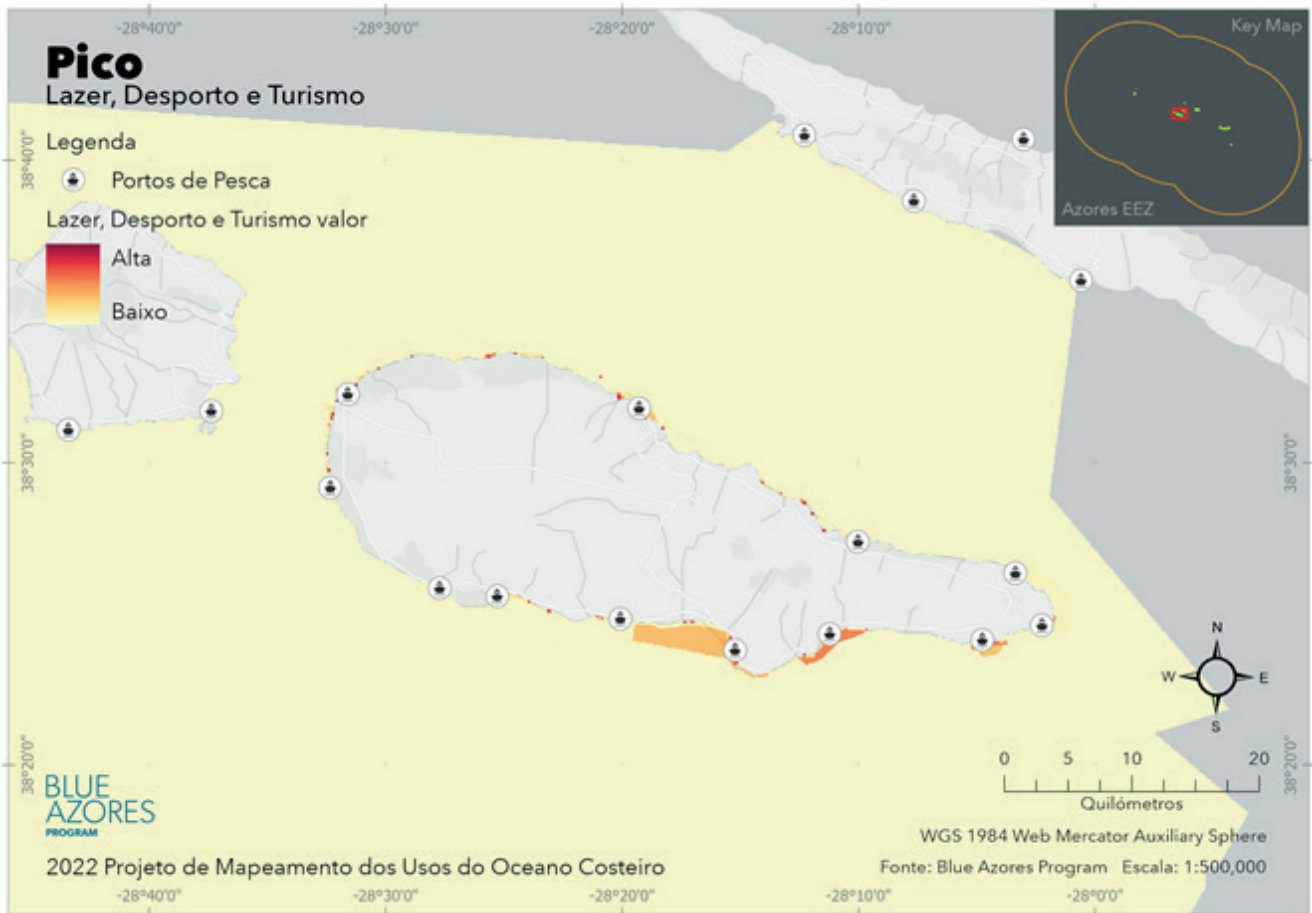 -28°40'0"
-28°30'0"
-28°20'0"
-28°10'0"
Key Map
Pico
Lazer, Desporto e Turismo
Legenda
Portos de Pesca
Lazer, Desporto e Turismo valor
Alta
Baixo
Azores EEZ
38°40'0"
38°40'0"
38°30'0"
38°30'0"
38°20'0"
38°20'0"
N
W
E
S
0 5 10 20
Quilómetros
BLUE
AZORES
PROGRAM
WGS 1984 Web Mercator Auxiliary Sphere
2022 Projeto de Mapeamento dos Usos do Oceano Costeiro
Fonte: Blue Azores Program Escala: 1:500,000
-28°40'0"
-28°30'0"
-28°20'0"
-28°10'0"
-28°0'0"